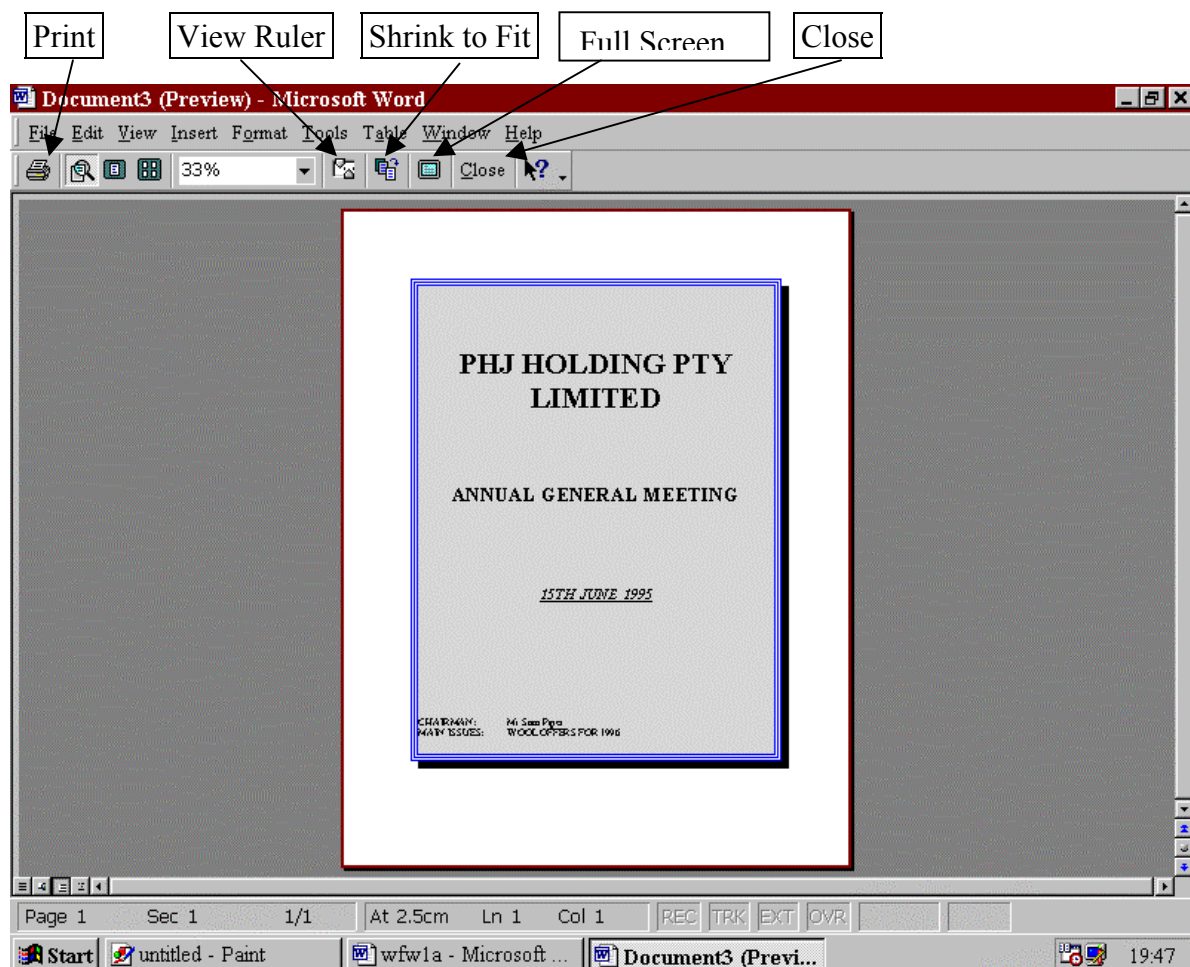 Print View Ruler Shrink to Fit Full Screen Close
Document3 (Preview) - Microsoft Word
File Edit View Insert Format Tools Table Window Help
33% Close
PHJ HOLDING PTY
LIMITED
ANNUAL GENERAL MEETING
15TH JUNE 1995
CHAIRMAN: Mr Sam Piper
MAIN ISSUES: WOOL OFFERS FOR 1996
Page 1 Sec 1 1/1 At 2.5cm Ln 1 Col 1 REC TRK EXT OVR
Start untitled - Paint wfw1a - Microsoft ... Document3 (Previ... 19:47